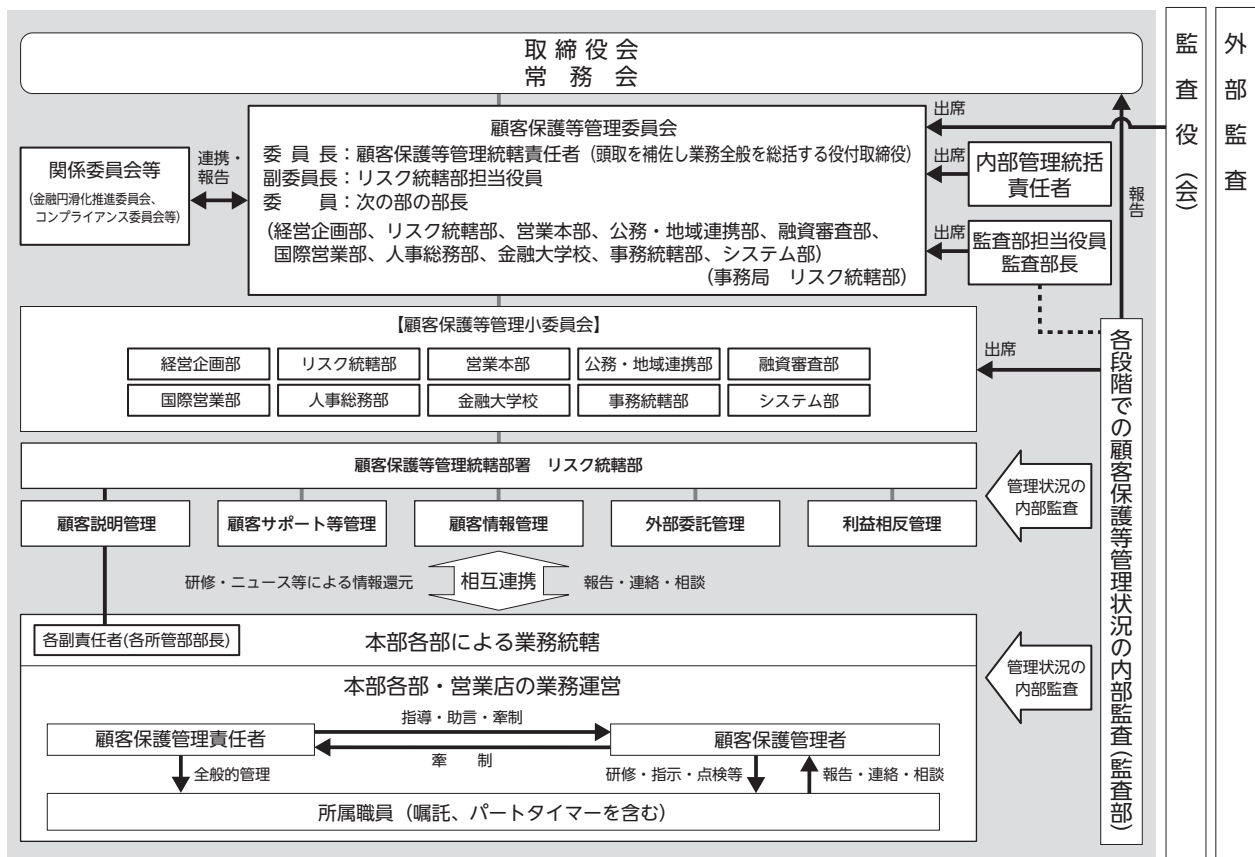 取締役会
常務会
顧客保護等管理委員会
委員長：顧客保護等管理統轄責任者（頭取を補佐し業務全般を総括する役付取締役）
副委員長：リスク統轄部担当役員
委　　員：次の部の部長
（経営企画部、リスク統轄部、営業本部、公務・地域連携部、融資審査部、
国際営業部、人事総務部、金融大学校、事務統轄部、システム部）
（事務局　リスク統轄部）
関係委員会等
（金融円滑化推進委員会、
コンプライアンス委員会等）
連携・
報告
出席
出席
内部管理統括
責任者
出席
監査部担当役員
監査部長
報告
監査役（会）
外部監査
【顧客保護等管理小委員会】
経営企画部
リスク統轄部
営業本部
公務・地域連携部
融資審査部
国際営業部
人事総務部
金融大学校
事務統轄部
システム部
出席
各段階での顧客保護等管理状況の内部監査（監査部）
顧客保護等管理統轄部署　リスク統轄部
顧客説明管理
顧客サポート等管理
顧客情報管理
外部委託管理
利益相反管理
管理状況の
内部監査
研修・ニュース等による情報還元
相互連携
報告・連絡・相談
各副責任者(各所管部部長)
本部各部による業務統轄
本部各部・営業店の業務運営
管理状況の
内部監査
顧客保護管理責任者
指導・助言・牽制
牽　制
顧客保護管理者
全般的管理
研修・指示・点検等
報告・連絡・相談
所属職員（嘱託、パートタイマーを含む）